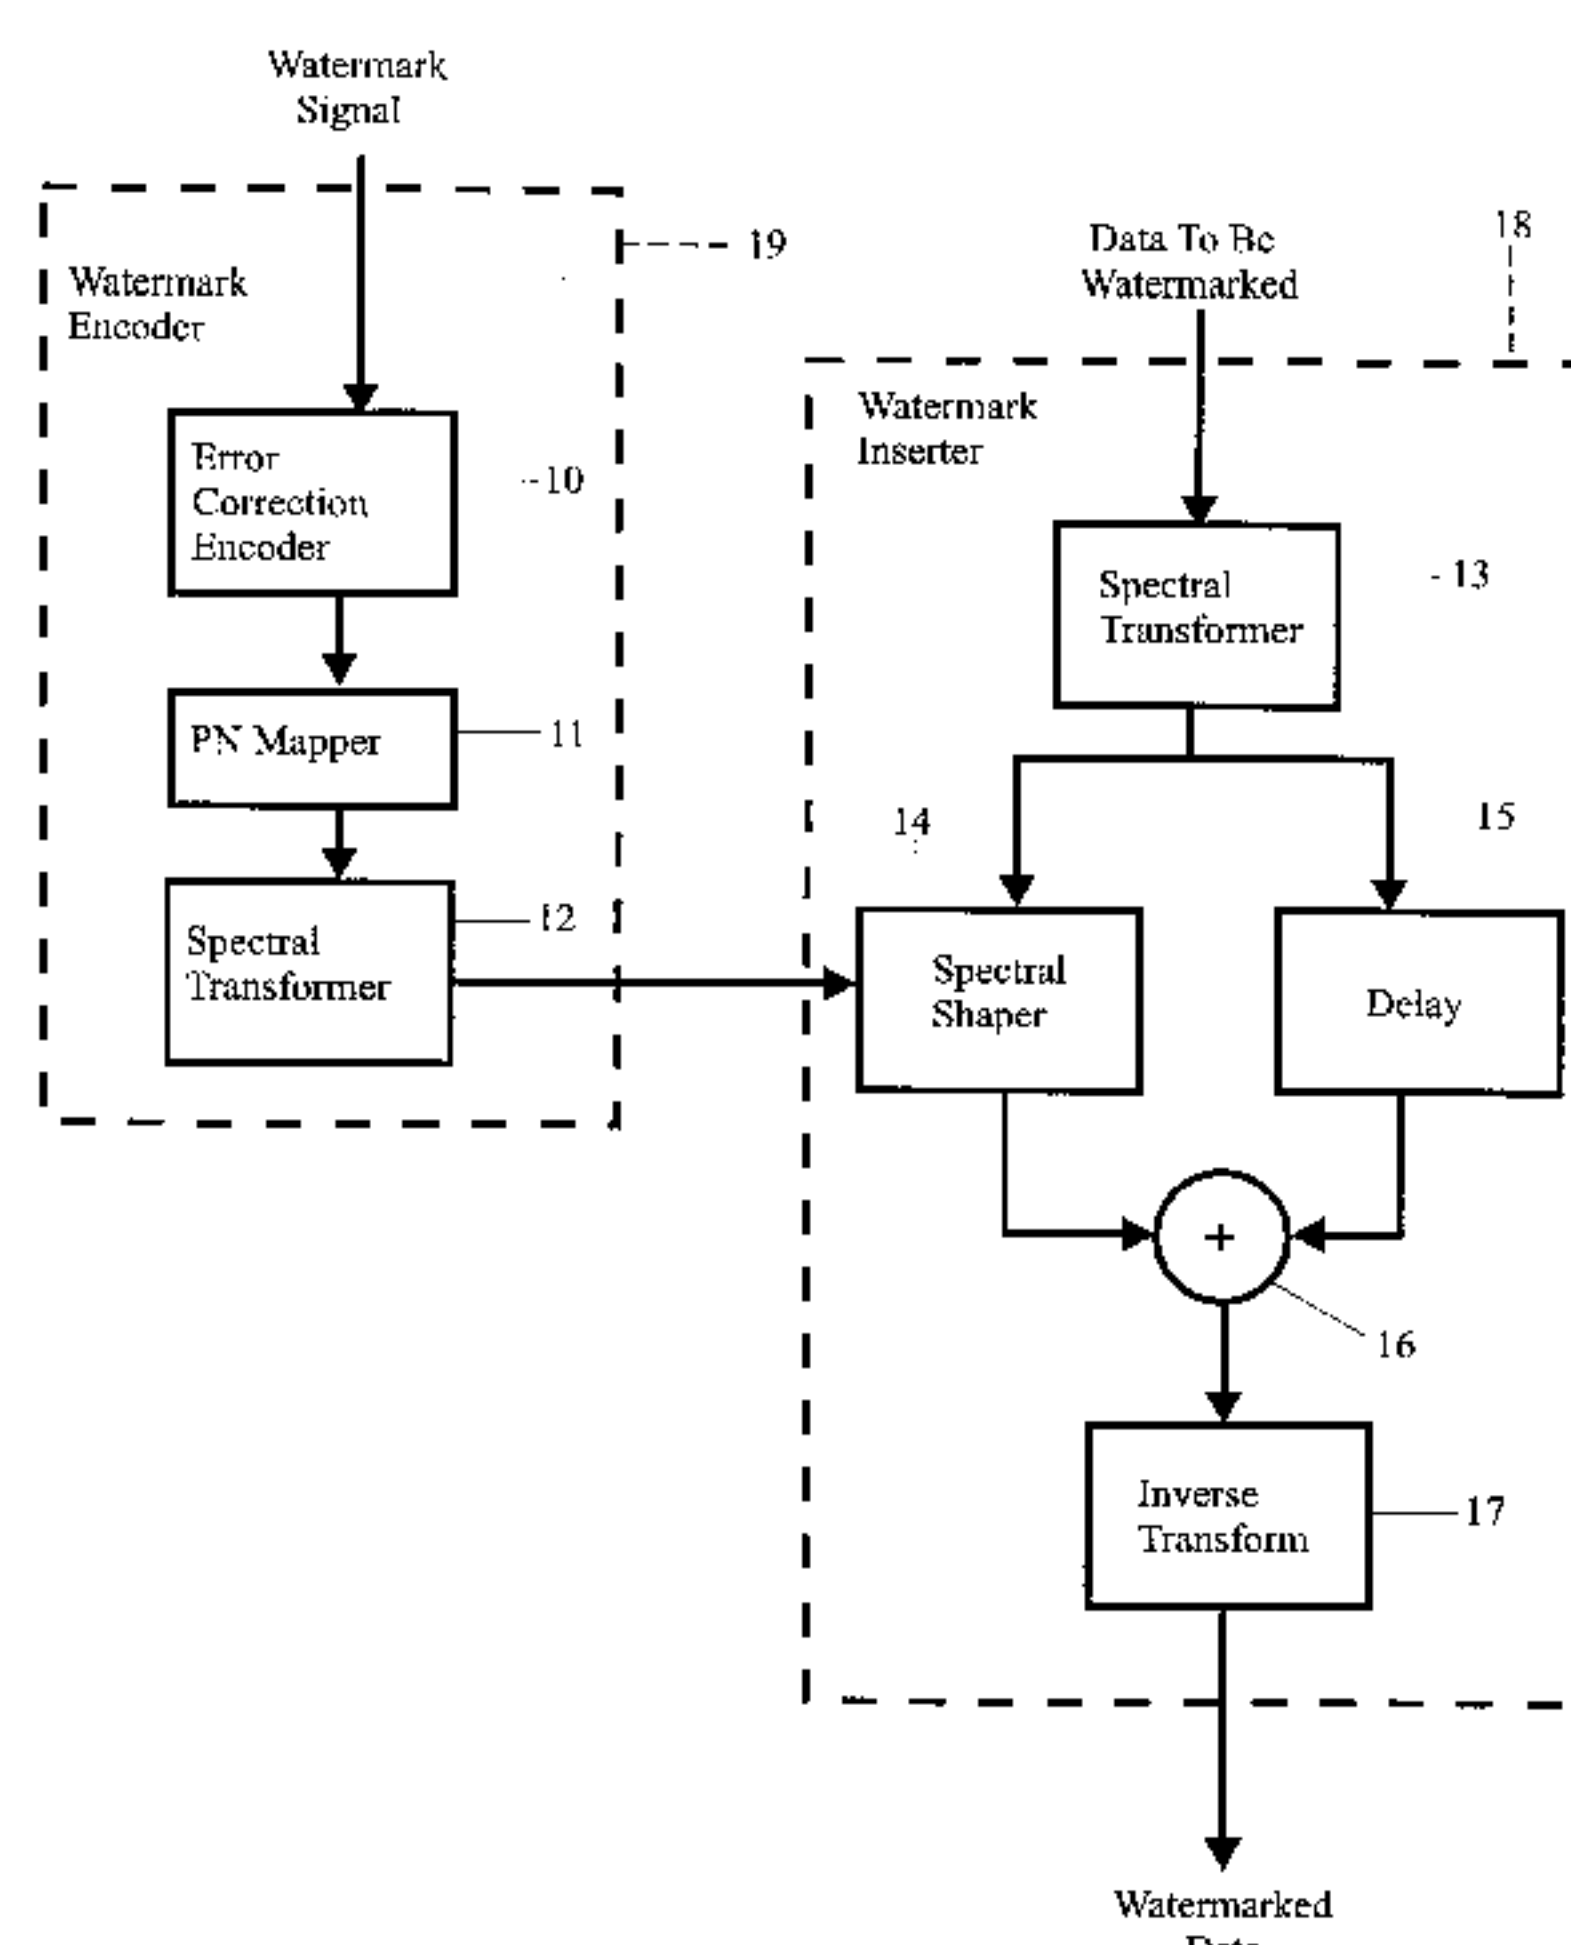 Watermark
Signal
19
Watermark
Encoder
Error
Correction
Encoder
10
PN Mapper
11
Spectral
Transformer
12
Data To Be
Watermarked
18
Watermark
Inserter
Spectral
Transformer
13
14
15
Spectral
Shaper
Delay
+
16
Inverse
Transform
17
Watermarked